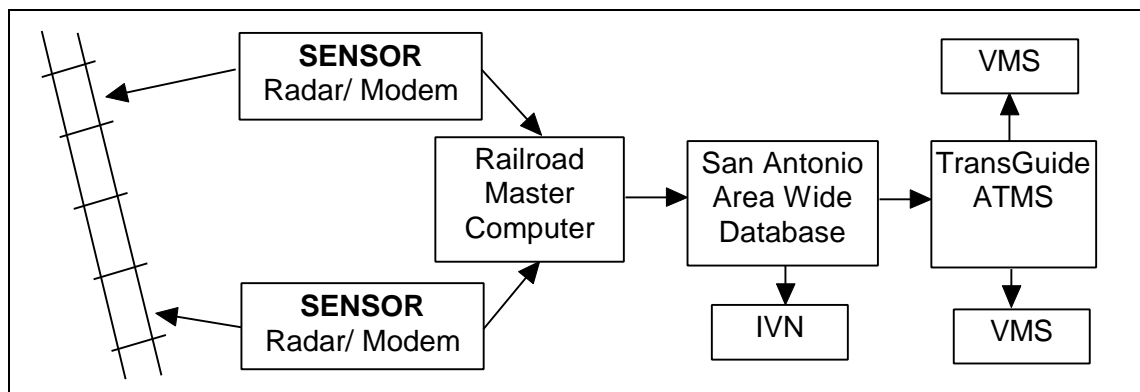 SENSOR
Radar/ Modem
Railroad
Master
Computer
SENSOR
Radar/ Modem
San Antonio
Area Wide
Database
IVN
VMS
TransGuide
ATMS
VMS